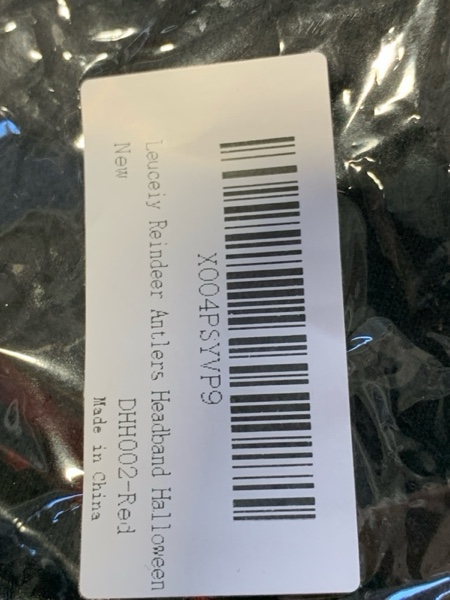 X004PSYVP9
Leuceiy Reindeer Antlers Headband Halloween
New DHH002-Red
Made in China